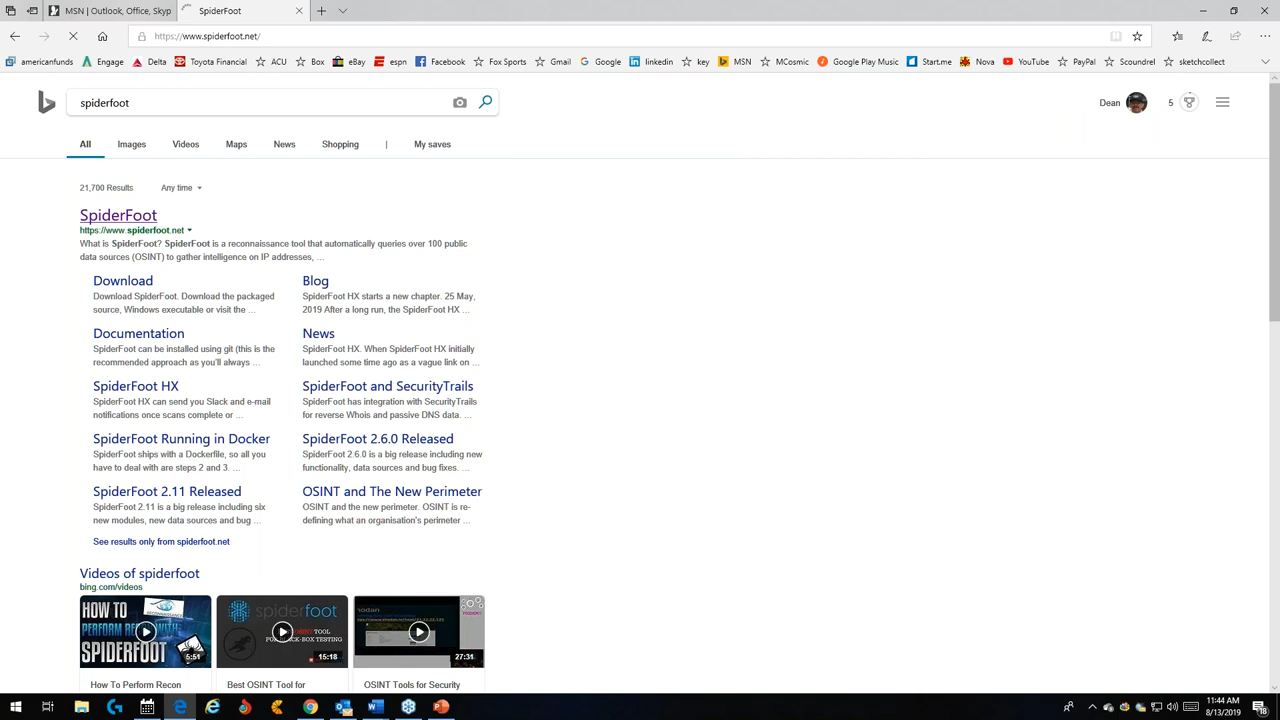 MSN | Outlook, Office, Skyp
SpiderFoot
https://www.spiderfoot.net/
americanfunds
Engage
Delta
Toyota Financial
ACU
Box
eBay
espn
Facebook
Fox Sports
Gmail
Google
linkedin
key
MSN
MCosmic
Google Play Music
Start.me
Nova
YouTube
PayPal
Scoundrel
sketchcollect
spiderfoot
Dean
5
All
Images
Videos
Maps
News
Shopping
|
My saves
21,700 Results
Any time
SpiderFoot
https://www.spiderfoot.net
What is SpiderFoot? SpiderFoot is a reconnaissance tool that automatically queries over 100 public
data sources (OSINT) to gather intelligence on IP addresses, ...
Download
Download SpiderFoot. Download the packaged
source, Windows executable or visit the ...
Blog
SpiderFoot HX starts a new chapter. 25 May,
2019 After a long run, the SpiderFoot HX ...
Documentation
SpiderFoot can be installed using git (this is the
recommended approach as you'll always ...
News
SpiderFoot HX. When SpiderFoot HX initially
launched some time ago as a vague link on ...
SpiderFoot HX
SpiderFoot HX can send you Slack and e-mail
notifications once scans complete or ...
SpiderFoot and SecurityTrails
SpiderFoot has integration with SecurityTrails
for reverse Whois and passive DNS data. ...
SpiderFoot Running in Docker
SpiderFoot ships with a Dockerfile, so all you
have to deal with are steps 2 and 3. ...
SpiderFoot 2.6.0 Released
SpiderFoot 2.6.0 is a big release including new
functionality, data sources and bug fixes. ...
SpiderFoot 2.11 Released
SpiderFoot 2.11 is a big release including six
new modules, new data sources and bug ...
OSINT and The New Perimeter
OSINT and the new perimeter. OSINT is re-
defining what an organisation's perimeter ...
See results only from spiderfoot.net
Videos of spiderfoot
bing.com/videos
HOW TO
PERFORM RECON WITH
SPIDERFOOT
5:51
spiderfoot
OSINT TOOL
FOR BLACK-BOX TESTING
15:18
27:31
How To Perform Recon
Best OSINT Tool for
OSINT Tools for Security
11:44 AM
8/13/2019
18